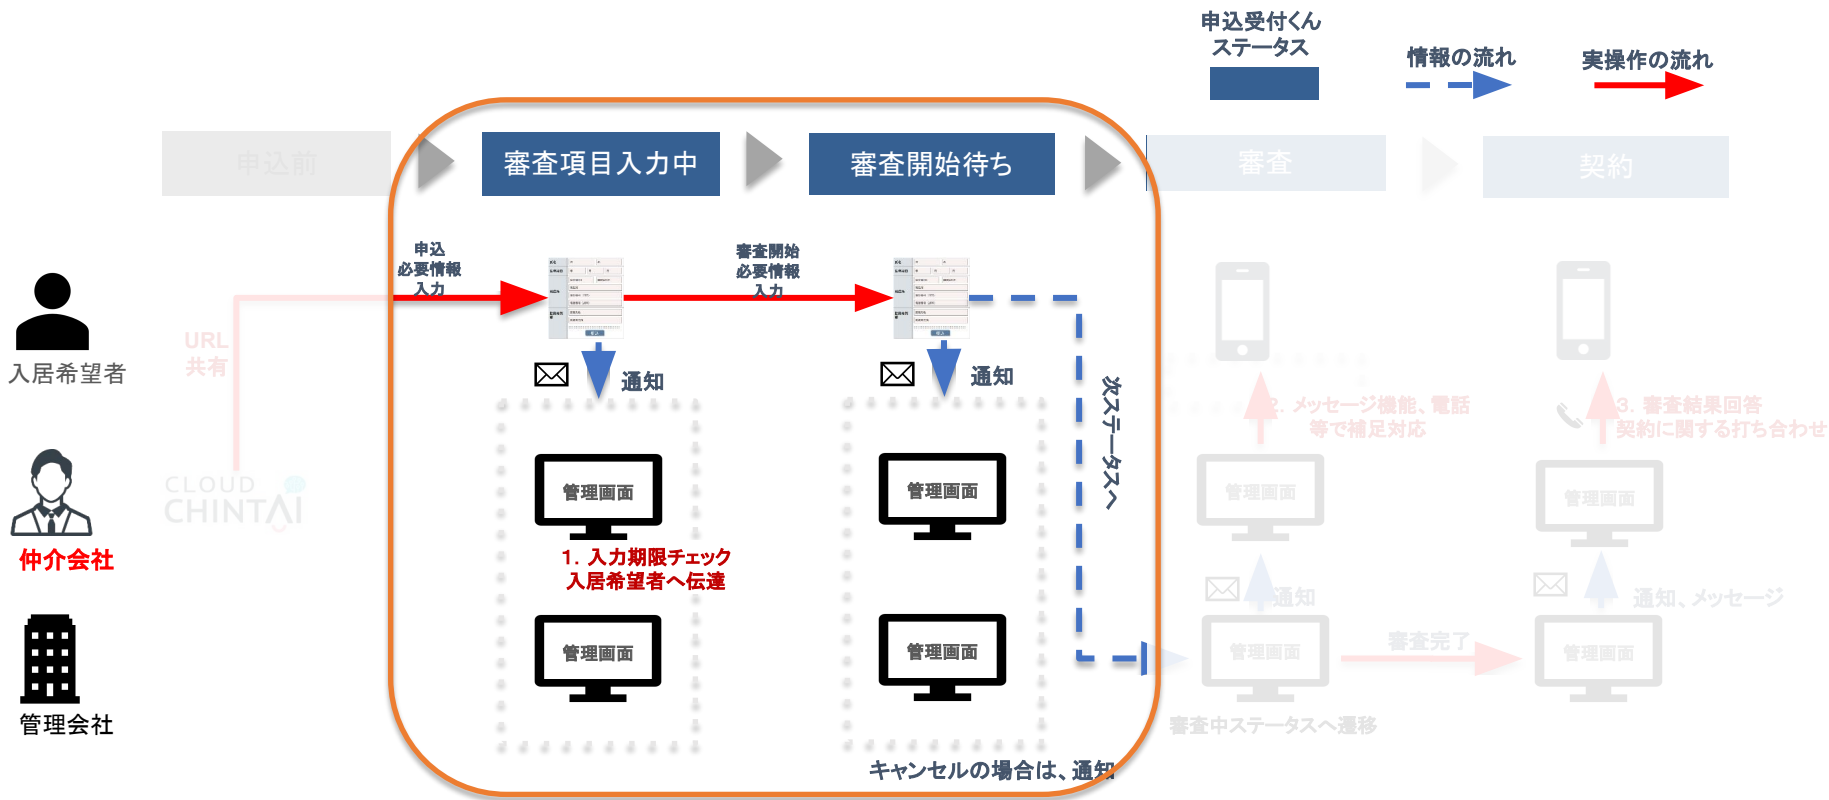 申込受付くん
ステータス
情報の流れ
実操作の流れ
申込前
審査項目入力中
審査開始待ち
審査
契約
申込
必要情報
入力
審査開始
必要情報
入力
URL
共有
入居希望者
通知
通知
次ステータスへ
2. メッセージ機能、電話
等で補足対応
3. 審査結果回答
契約に関する打ち合わせ
CLOUD
CHINTAI
仲介会社
管理画面
管理画面
管理画面
管理画面
1. 入力期限チェック
入居希望者へ伝達
通知
通知、メッセージ
管理会社
管理画面
管理画面
管理画面
審査完了
管理画面
審査中ステータスへ遷移
キャンセルの場合は、通知